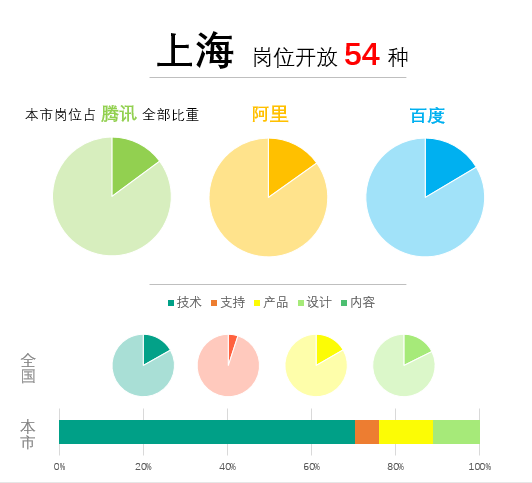 上海 岗位开放 54 种
本市岗位占 腾讯 全部比重 阿里 百度
技术 支持 产品 设计 内容
全国
本市
0% 20% 40% 60% 80% 100%